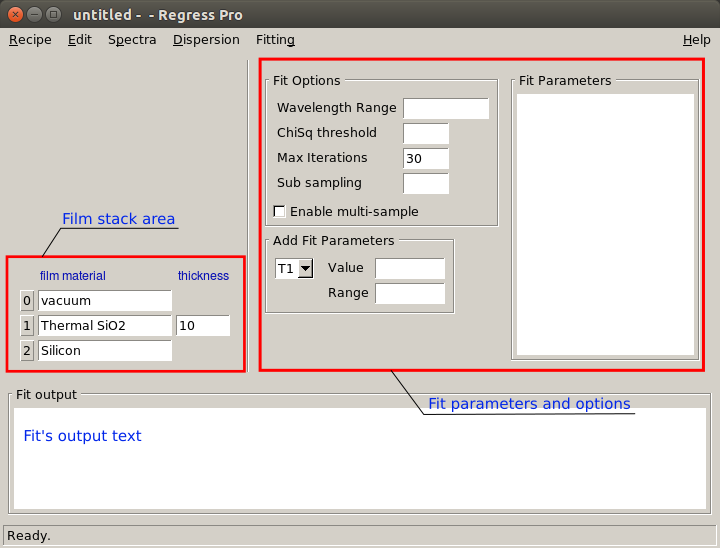 untitled - - Regress Pro
Recipe Edit Spectra Dispersion Fitting Help
Film stack area
film material thickness
0 vacuum
1 Thermal SiO2 10
2 Silicon
Fit Options
Wavelength Range
ChiSq threshold
Max Iterations 30
Sub sampling
Enable multi-sample
Add Fit Parameters
T1 Value
Range
Fit Parameters
Fit parameters and options
Fit output
Fit's output text
Ready.